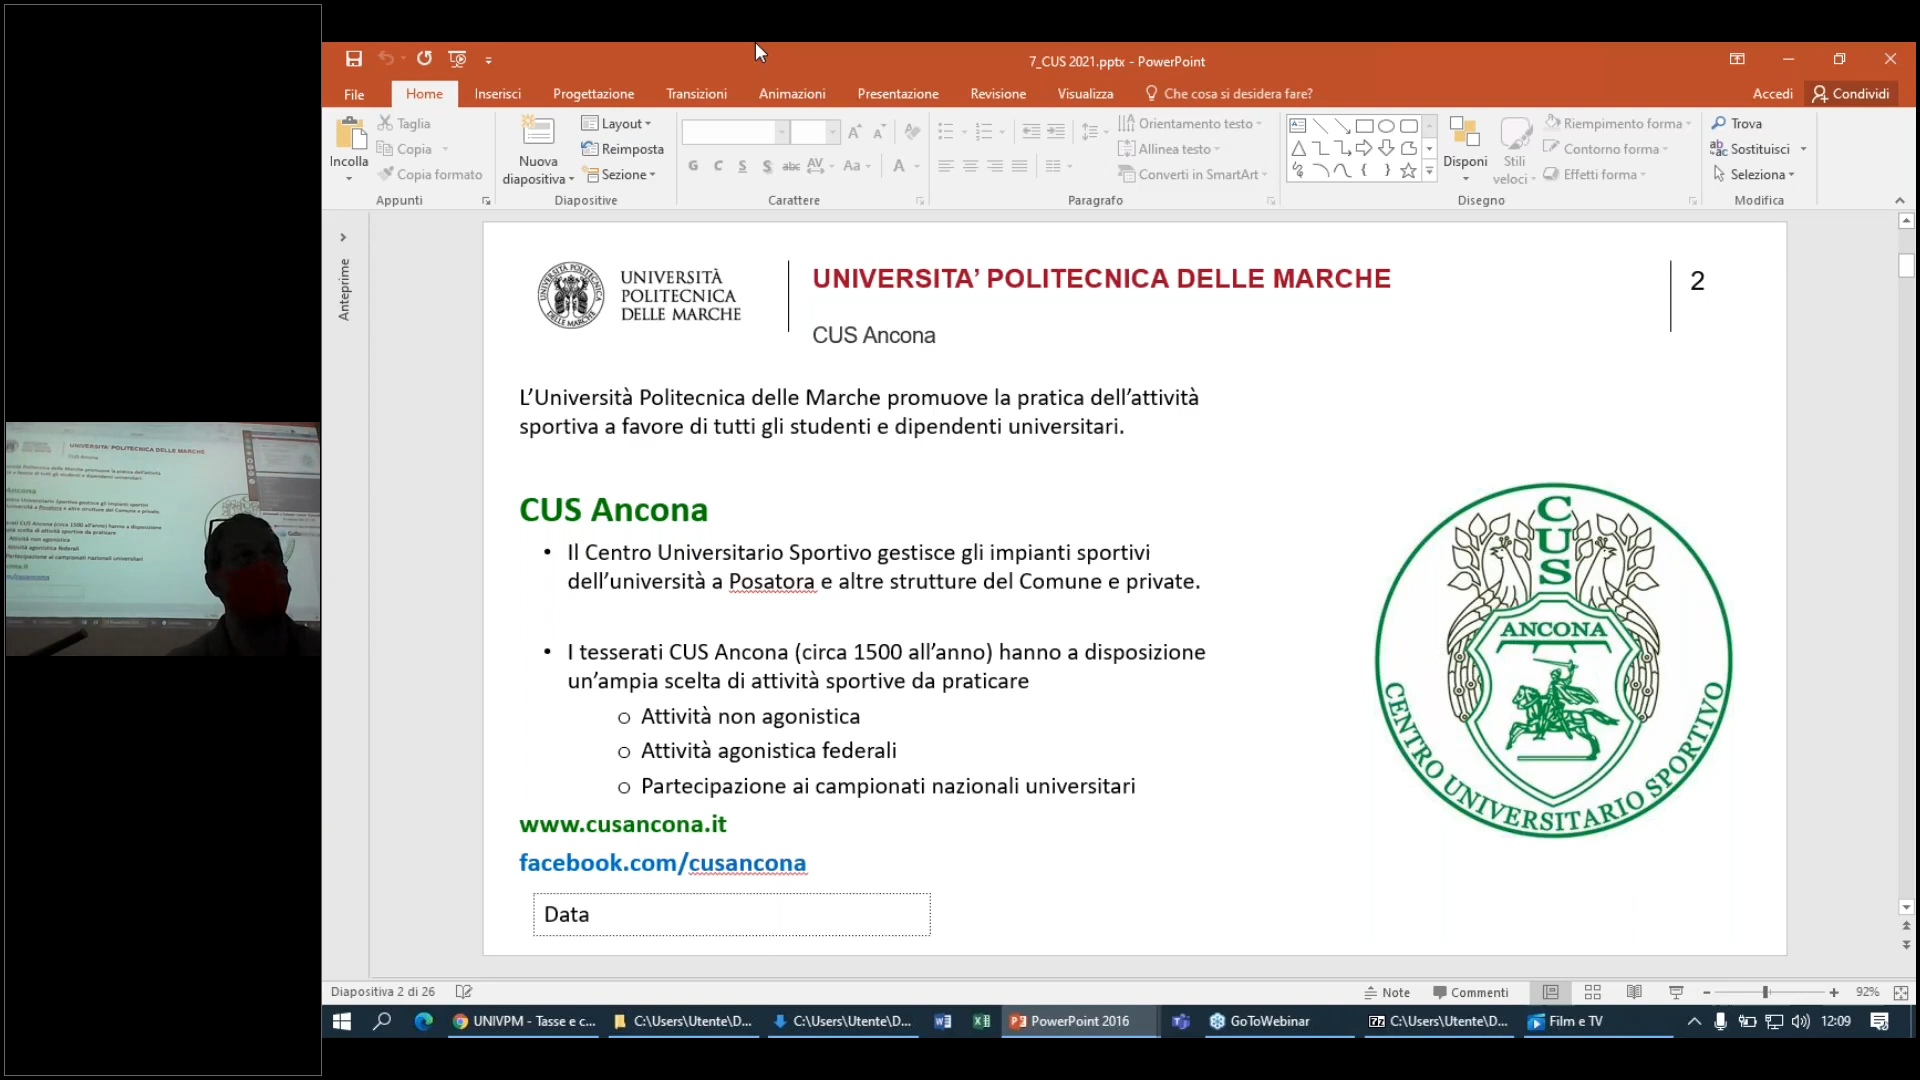 7_CUS 2021.pptx - PowerPoint
File Home Inserisci Progettazione Transizioni Animazioni Presentazione Revisione Visualizza Che cosa si desidera fare? Accedi Condividi
Incolla
Taglia
Copia
Copia formato
Appunti
Nuova
diapositiva
Layout
Reimposta
Sezione
Diapositive
G C S S abc AV Aa A
Carattere
Orientamento testo
Allinea testo
Converti in SmartArt
Paragrafo
Disponi
Stili
veloci
Riempimento forma
Contorno forma
Effetti forma
Disegno
Trova
Sostituisci
Seleziona
Modifica
Anteprime
UNIVERSITÀ
POLITECNICA
DELLE MARCHE
UNIVERSITA’ POLITECNICA DELLE MARCHE
CUS Ancona
2
L’Università Politecnica delle Marche promuove la pratica dell’attività
sportiva a favore di tutti gli studenti e dipendenti universitari.
CUS Ancona
• Il Centro Universitario Sportivo gestisce gli impianti sportivi
dell’università a Posatora e altre strutture del Comune e private.
• I tesserati CUS Ancona (circa 1500 all’anno) hanno a disposizione
un’ampia scelta di attività sportive da praticare
o Attività non agonistica
o Attività agonistica federali
o Partecipazione ai campionati nazionali universitari
www.cusancona.it
facebook.com/cusancona
Data
CUS
ANCONA
CENTRO UNIVERSITARIO SPORTIVO
Diapositiva 2 di 26
Note Commenti 92%
UNIVPM - Tasse e c... C:\Users\Utente\D... C:\Users\Utente\D... PowerPoint 2016 GoToWebinar C:\Users\Utente\D... Film e TV 12:09